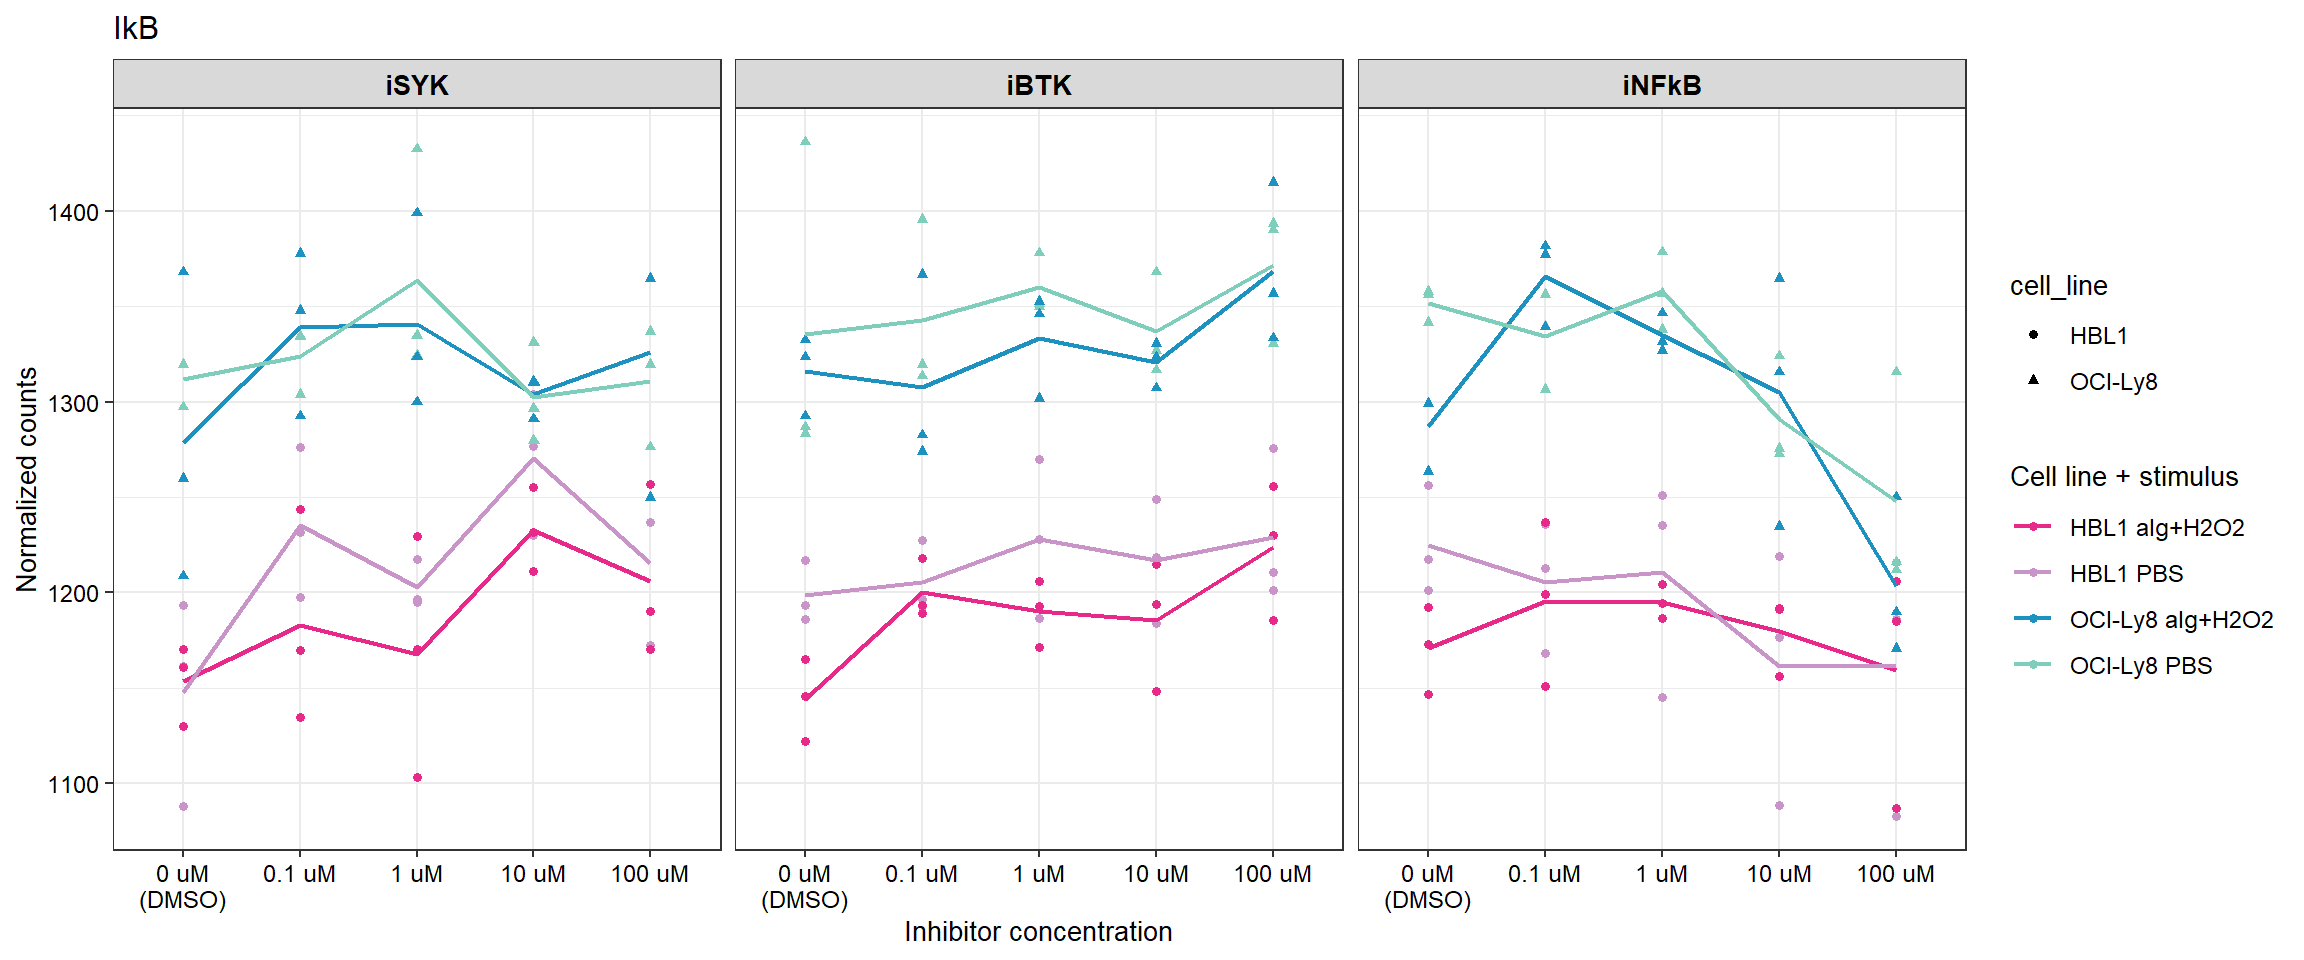 IkB
iSYK
iBTK
iNFkB
Normalized counts
1400
1300
1200
1100
0 uM
(DMSO)
0.1 uM
1 uM
10 uM
100 uM
0 uM
(DMSO)
0.1 uM
1 uM
10 uM
100 uM
0 uM
(DMSO)
0.1 uM
1 uM
10 uM
100 uM
Inhibitor concentration
cell_line
HBL1
OCI-Ly8
Cell line + stimulus
HBL1 aIg+H2O2
HBL1 PBS
OCI-Ly8 aIg+H2O2
OCI-Ly8 PBS